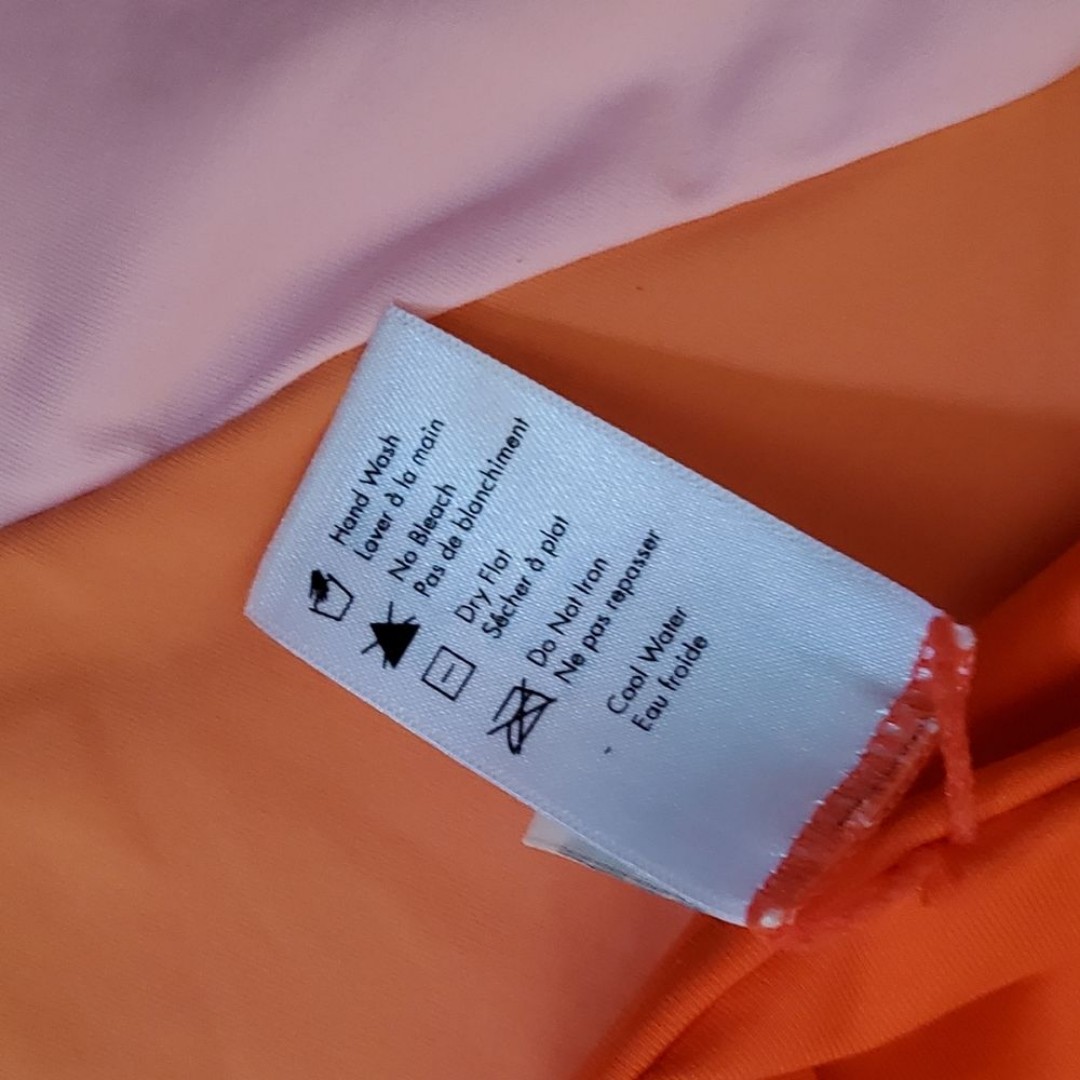 Hand Wash
Laver à la main
No Bleach
Pas de blanchiment
Dry Flat
Sécher à plat
Do Not Iron
Ne pas repasser
Cool Water
Eau froide